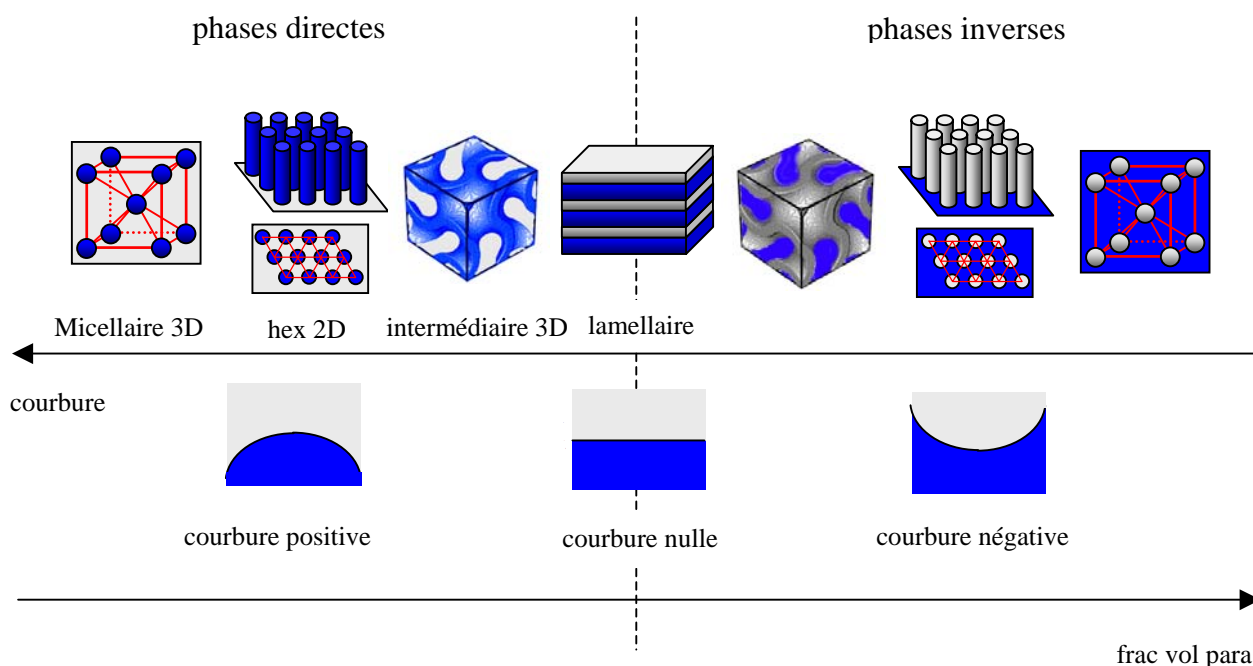 phases directes
phases inverses
Micellaire 3D
hex 2D
intermédiaire 3D
lamellaire
courbure
courbure positive
courbure nulle
courbure négative
frac vol para